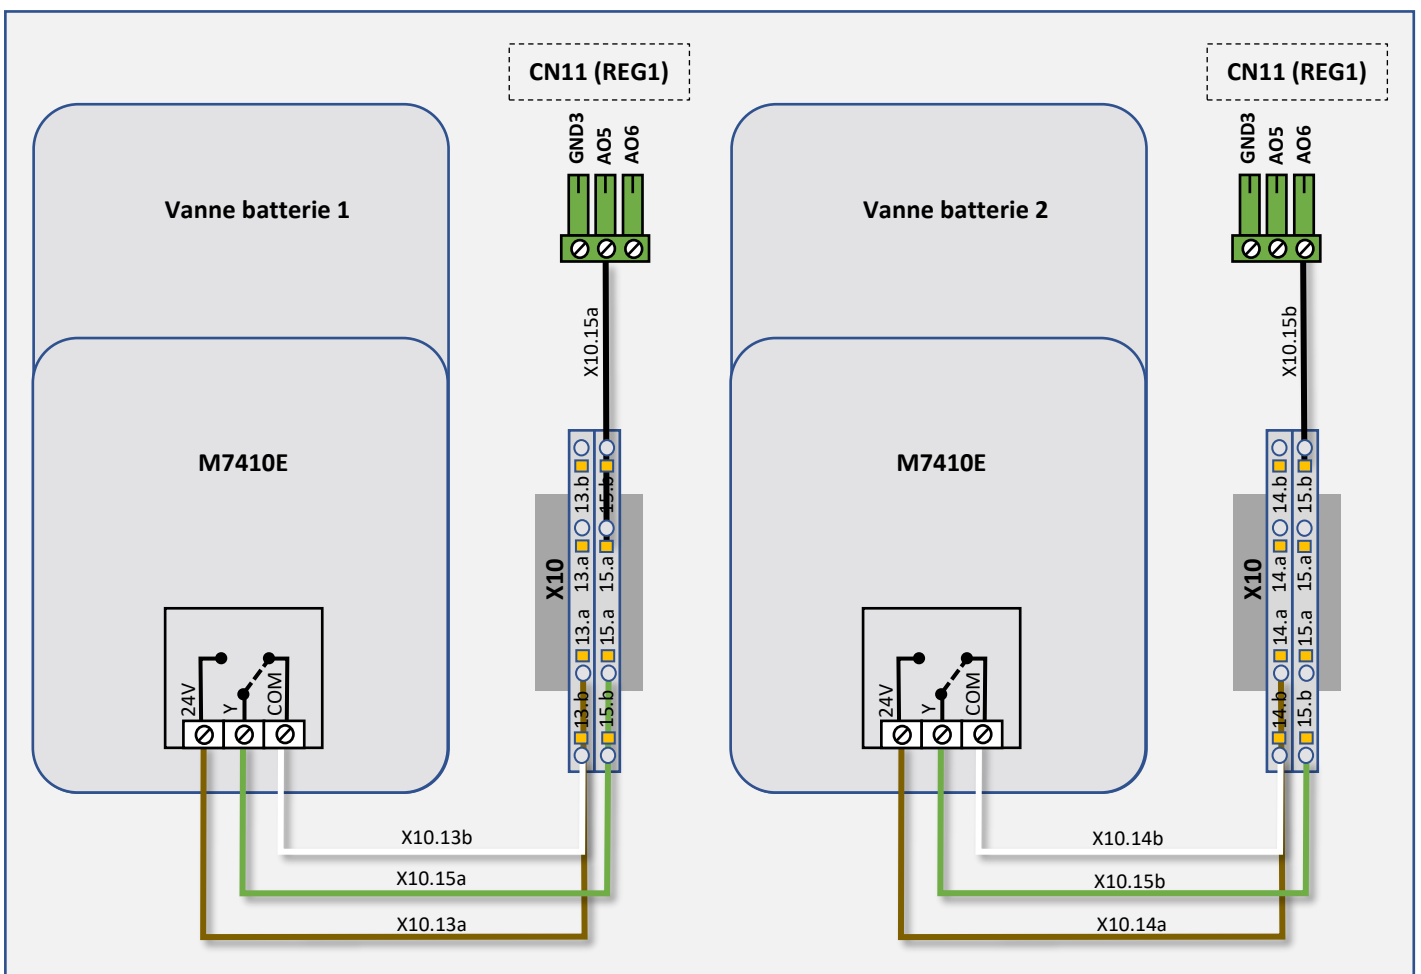 CN11 (REG1)
GND3
AO5
AO6
Vanne batterie 1
X10.15a
M7410E
13.b
15.b
13.a
15.a
X10
13.a
15.a
13.b
15.b
24V
Y
COM
X10.13b
X10.15a
X10.13a
CN11 (REG1)
GND3
AO5
AO6
Vanne batterie 2
X10.15b
M7410E
14.b
15.b
14.a
15.a
X10
14.a
15.a
14.b
15.b
24V
Y
COM
X10.14b
X10.15b
X10.14a